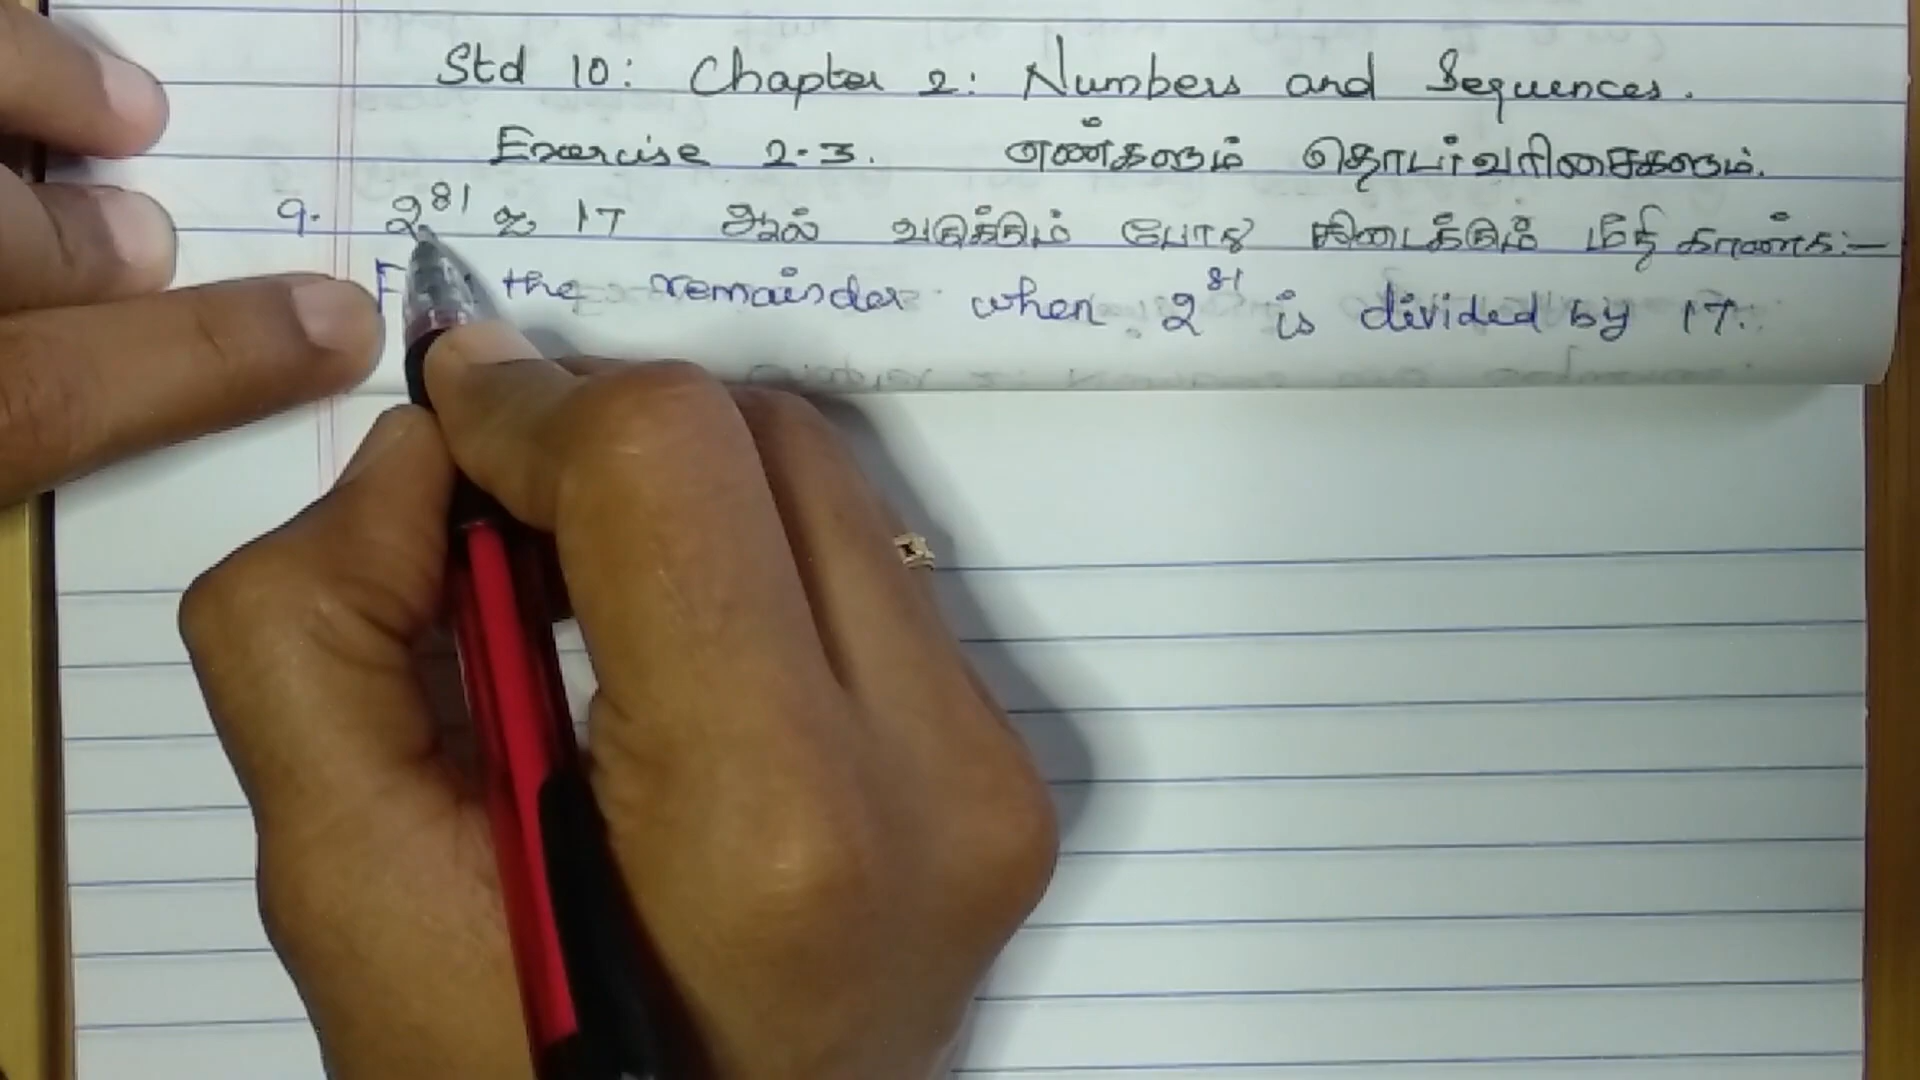 Std 10: Chapter 2: Numbers and Sequences.
Exercise 2.3. எண்களும் தொடர்வரிசைகளும்.
9. 2⁸¹ ஐ 17 ஆல் வகுக்கும் போது கிடைக்கும் மீதி காண்க:-
the remainder when 2⁸¹ is divided by 17.